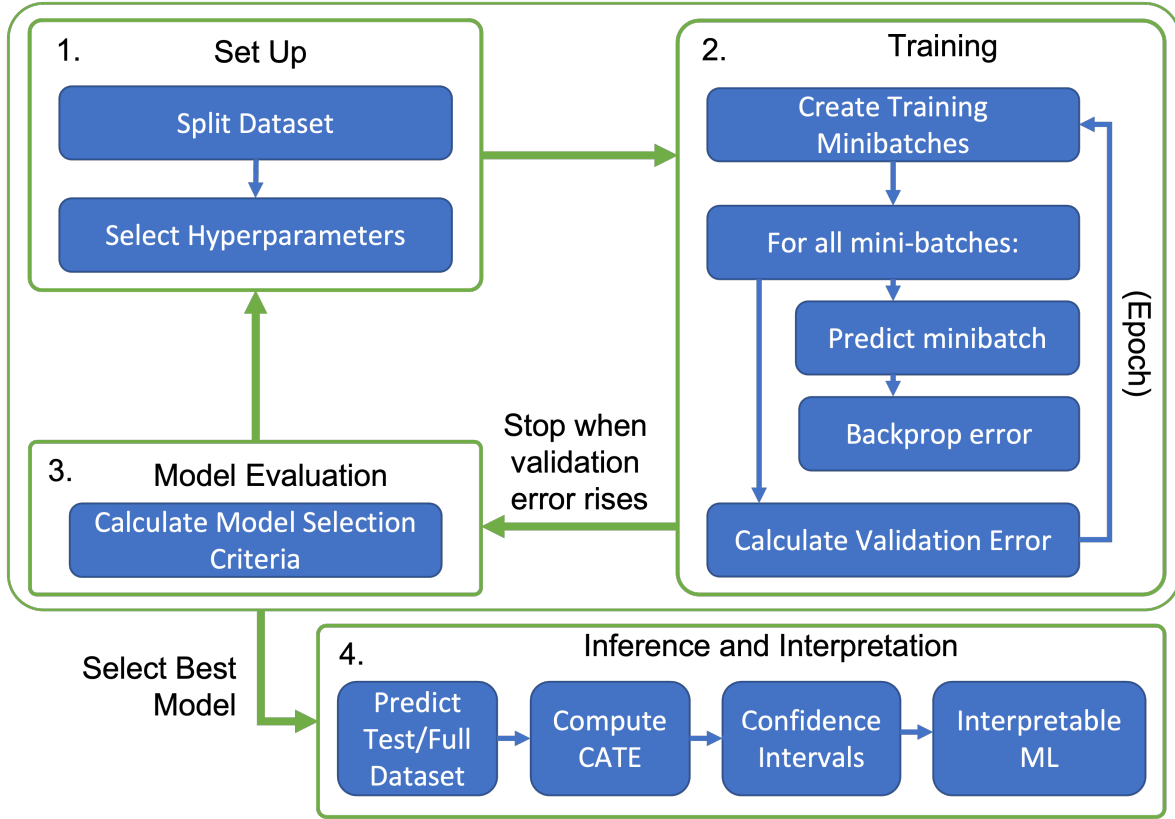 1.
Set Up
Split Dataset
Select Hyperparameters
2.
Training
Create Training
Minibatches
For all mini-batches:
Predict minibatch
Backprop error
Calculate Validation Error
(Epoch)
Stop when
validation
error rises
3.
Model Evaluation
Calculate Model Selection
Criteria
Select Best
Model
4.
Inference and Interpretation
Predict
Test/Full
Dataset
Compute
CATE
Confidence
Intervals
Interpretable
ML